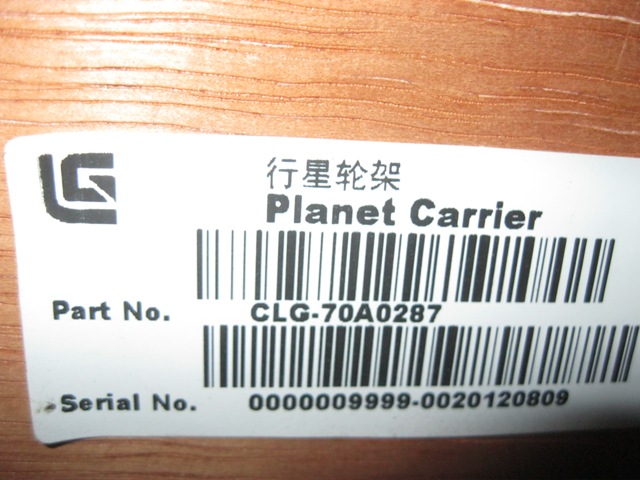 行星轮架
Planet Carrier
Part No. CLG-70A0287
Serial No. 0000009999-0020120809